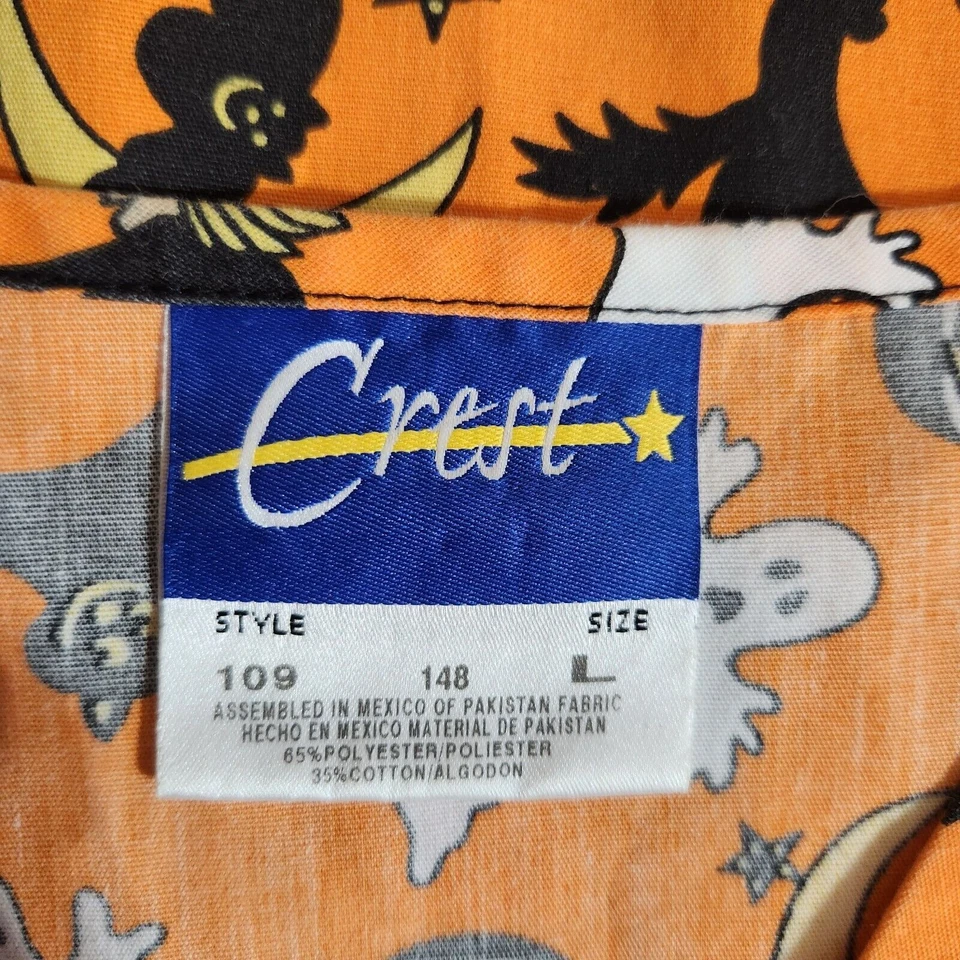 Crest
STYLE SIZE
109 148 L
ASSEMBLED IN MEXICO OF PAKISTAN FABRIC
HECHO EN MEXICO MATERIAL DE PAKISTAN
65%POLYESTER/POLIESTER
35%COTTON/ALGODON